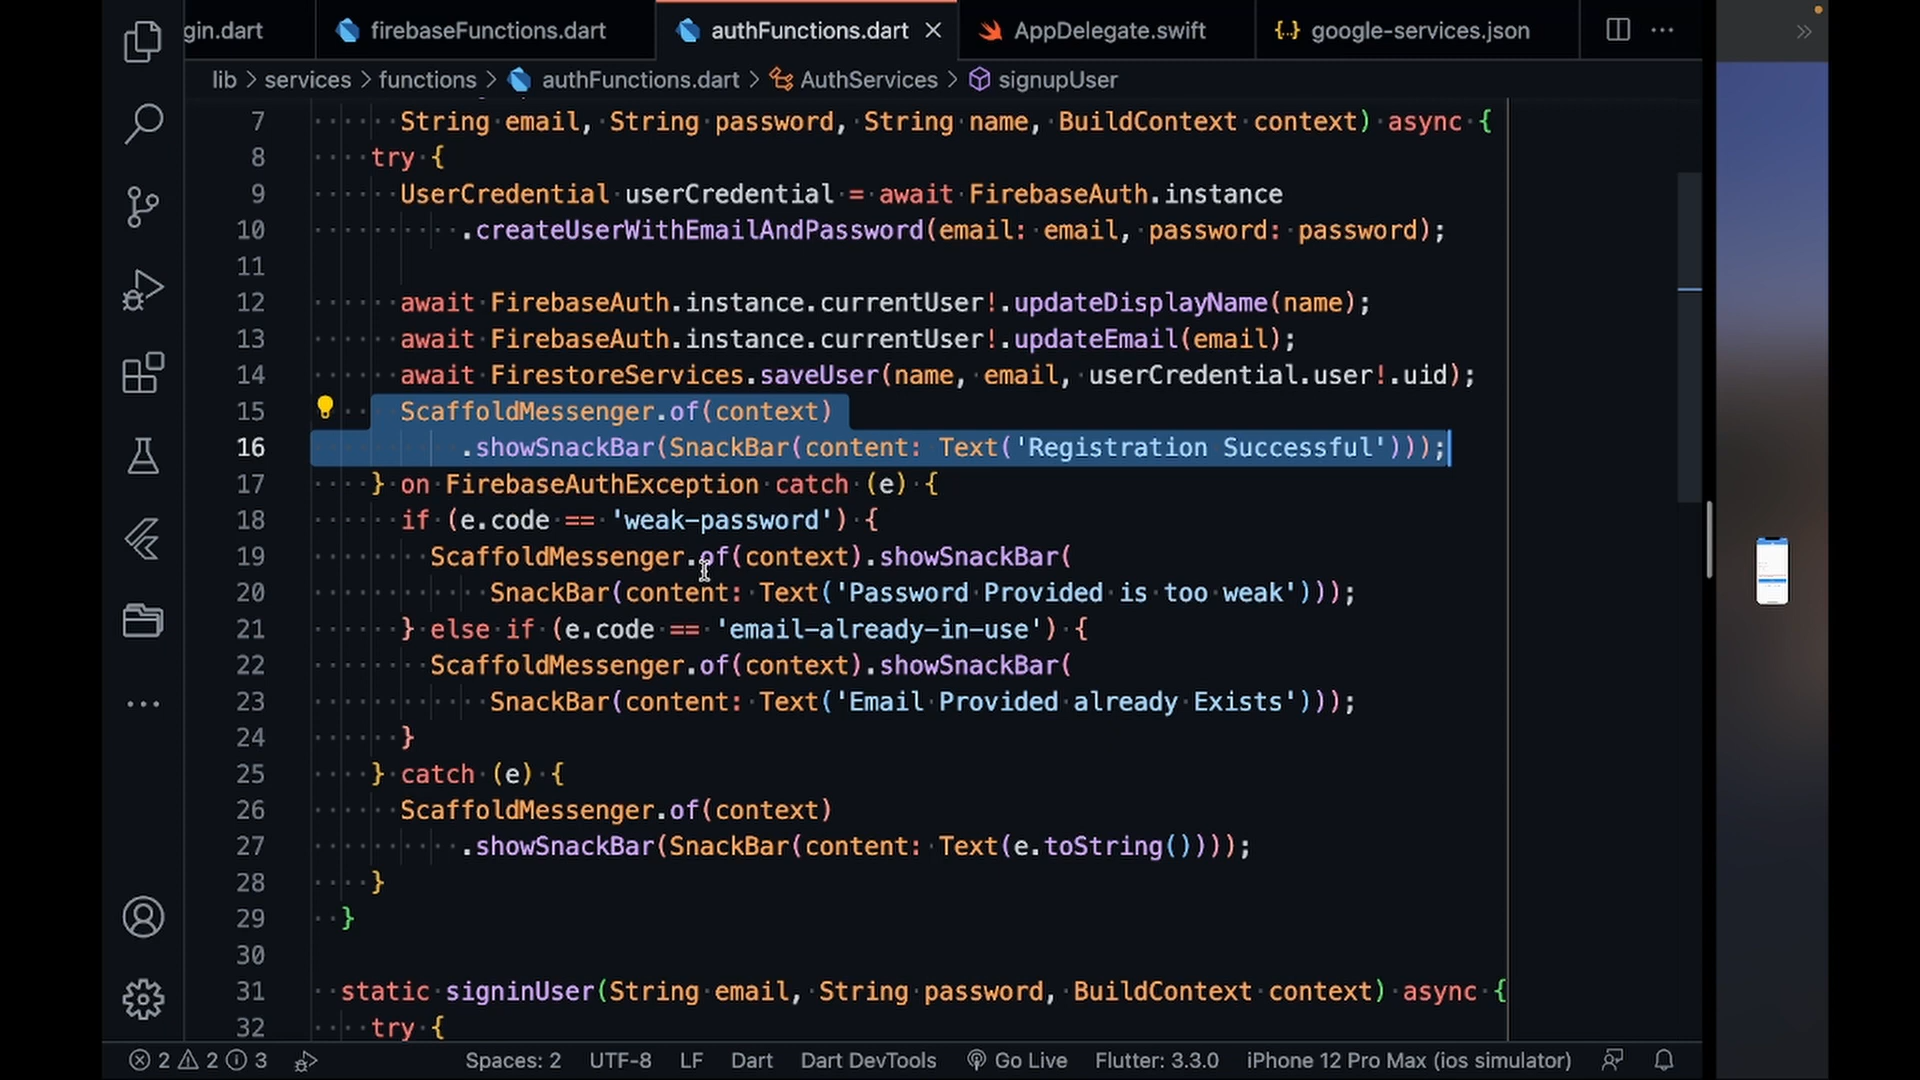 gin.dart firebaseFunctions.dart authFunctions.dart AppDelegate.swift {..} google-services.json
lib > services > functions > authFunctions.dart > AuthServices > signupUser
7 String email, String password, String name, BuildContext context) async {
8 try {
9 UserCredential userCredential = await FirebaseAuth.instance
10 .createUserWithEmailAndPassword(email: email, password: password);
11
12 await FirebaseAuth.instance.currentUser!.updateDisplayName(name);
13 await FirebaseAuth.instance.currentUser!.updateEmail(email);
14 await FirestoreServices.saveUser(name, email, userCredential.user!.uid);
15 ScaffoldMessenger.of(context)
16 .showSnackBar(SnackBar(content: Text('Registration Successful')));
17 } on FirebaseAuthException catch (e) {
18 if (e.code == 'weak-password') {
19 ScaffoldMessenger.of(context).showSnackBar(
20 SnackBar(content: Text('Password Provided is too weak')));
21 } else if (e.code == 'email-already-in-use') {
22 ScaffoldMessenger.of(context).showSnackBar(
23 SnackBar(content: Text('Email Provided already Exists')));
24 }
25 } catch (e) {
26 ScaffoldMessenger.of(context)
27 .showSnackBar(SnackBar(content: Text(e.toString())));
28 }
29 }
30
31 static signinUser(String email, String password, BuildContext context) async {
32 try {
2 2 3 Spaces: 2 UTF-8 LF Dart Dart DevTools Go Live Flutter: 3.3.0 iPhone 12 Pro Max (ios simulator)